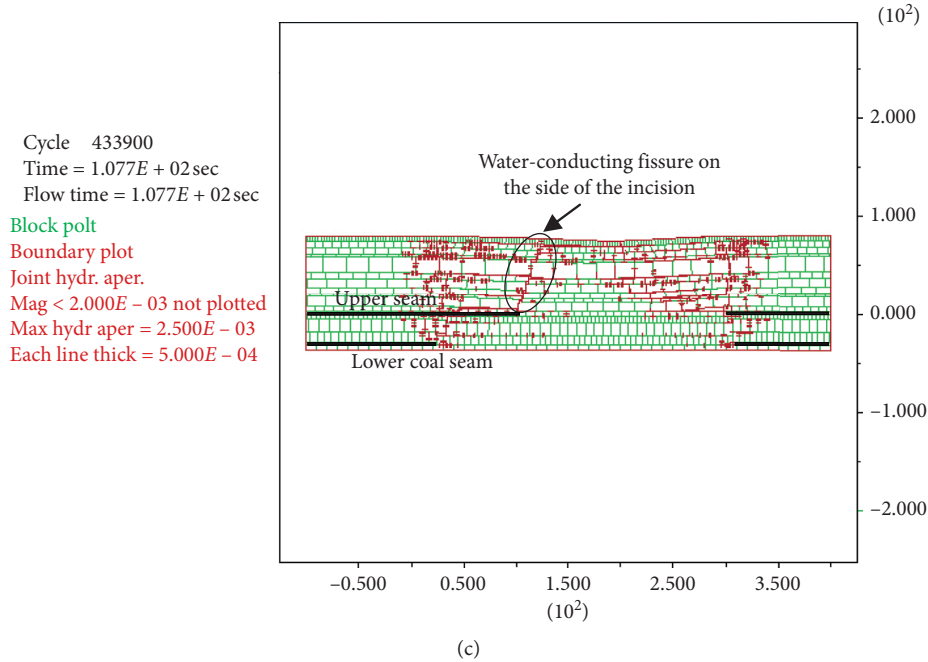 (10²)
2.000
Cycle 433900
Time = 1.077E + 02 sec
Flow time = 1.077E + 02 sec
Water-conducting fissure on
the side of the incision
Block polt
1.000
Boundary plot
Joint hydr. aper.
Mag < 2.000E – 03 not plotted
Upper seam
0.000
Max hydr aper = 2.500E – 03
Each line thick = 5.000E – 04
Lower coal seam
–1.000
–2.000
–0.500 0.500 1.500 2.500 3.500
(10²)
(c)